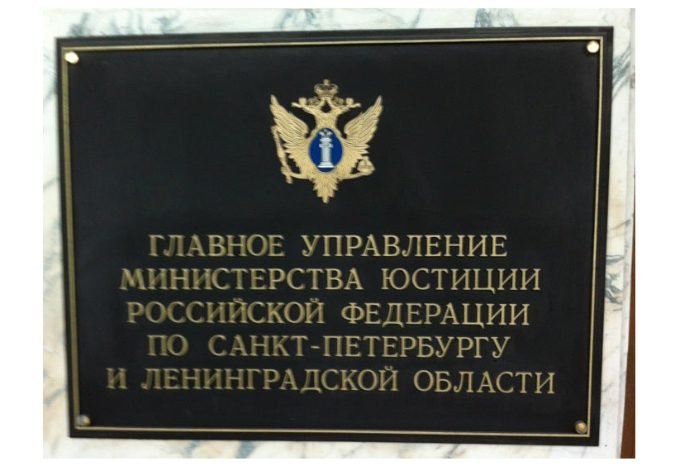 ГЛАВНОЕ УПРАВЛЕНИЕ
МИНИСТЕРСТВА ЮСТИЦИИ
РОССИЙСКОЙ ФЕДЕРАЦИИ
ПО САНКТ-ПЕТЕРБУРГУ
И ЛЕНИНГРАДСКОЙ ОБЛАСТИ